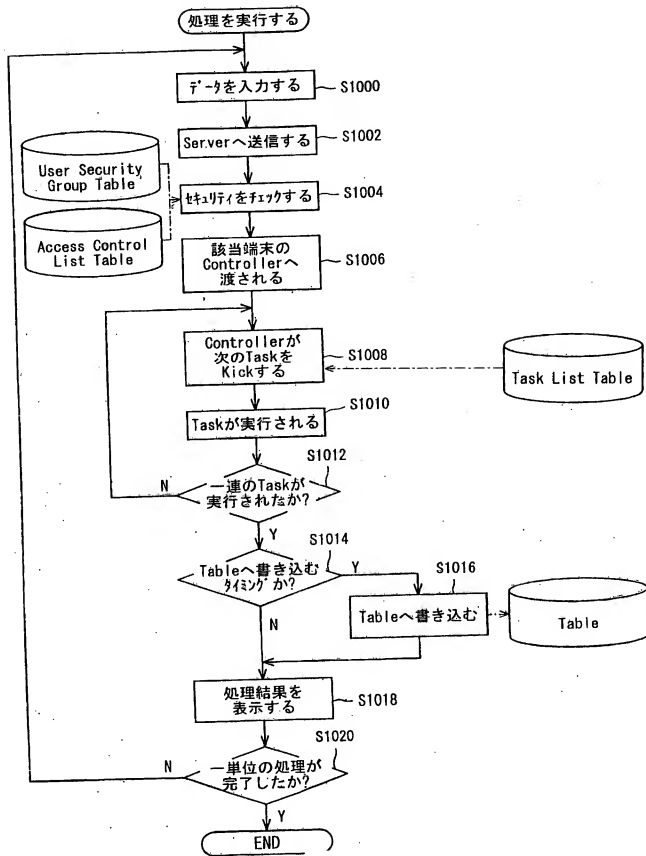 処理を実行する
データを入力する
S1000
Serverへ送信する
S1002
User Security
Group Table
セキュリティをチェックする
S1004
Access Control
List Table
該当端末の
Controllerへ
渡される
S1006
Controllerが
次のTaskを
Kickする
S1008
Task List Table
Taskが実行される
S1010
一連のTaskが
実行されたか?
S1012
N
Y
Tableへ書き込む
タイミングか?
S1014
Y
N
Tableへ書き込む
S1016
Table
処理結果を
表示する
S1018
一単位の処理が
完了したか?
S1020
N
Y
END